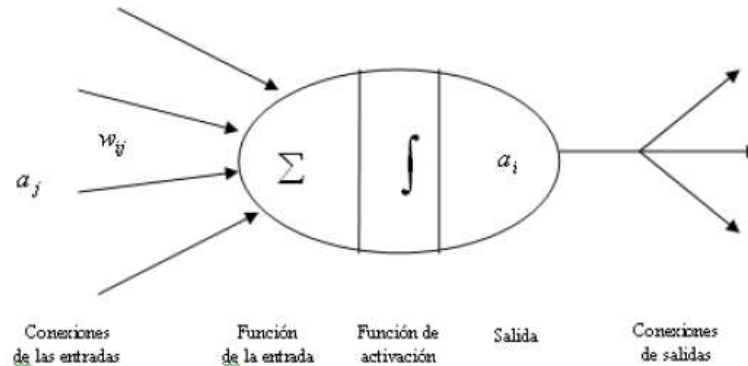 w_ij
a_j
Σ
∫
a_i
Conexiones
de las entradas
Función
de la entrada
Función de
activación
Salida
Conexiones
de salidas